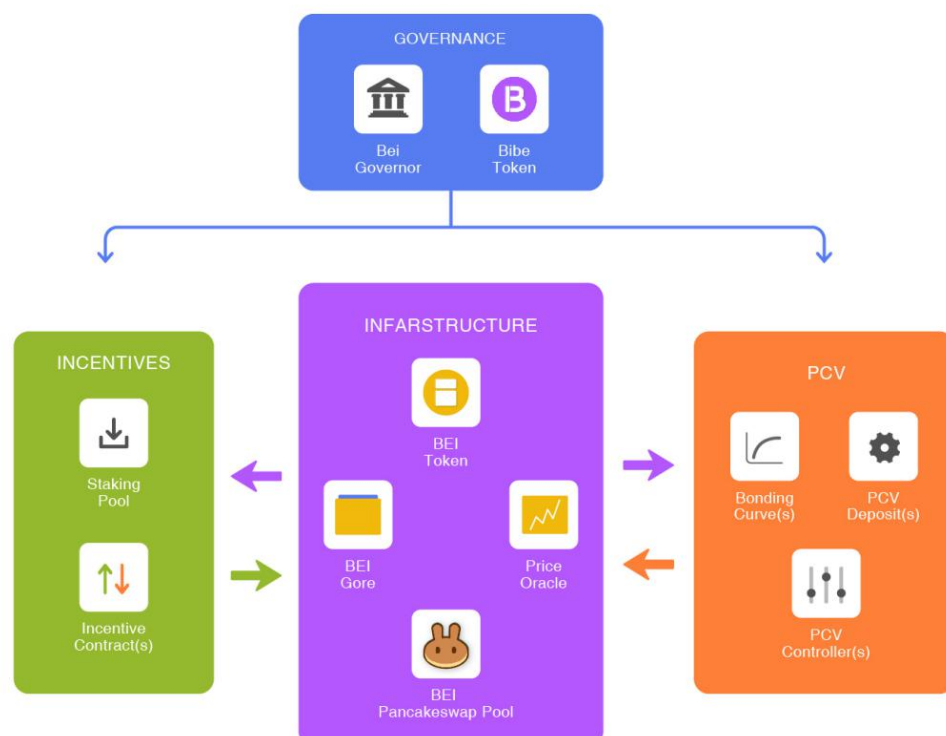 GOVERNANCE
Bei
Governor
Bibe
Token
INCENTIVES
Staking
Pool
Incentive
Contract(s)
INFARSTRUCTURE
BEI
Token
BEI
Gore
Price
Oracle
BEI
Pancakeswap Pool
PCV
Bonding
Curve(s)
PCV
Deposit(s)
PCV
Controller(s)